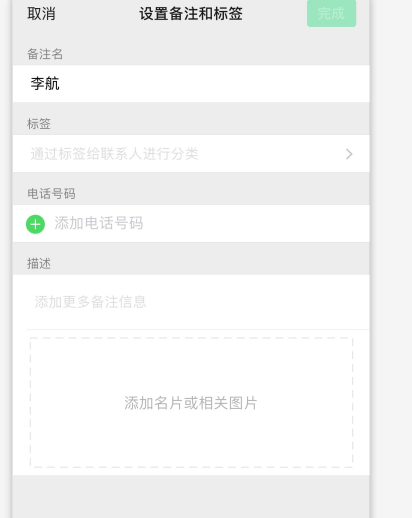 取消 设置备注和标签 完成
备注名
李航
标签
通过标签给联系人进行分类
电话号码
添加电话号码
描述
添加更多备注信息
添加名片或相关图片